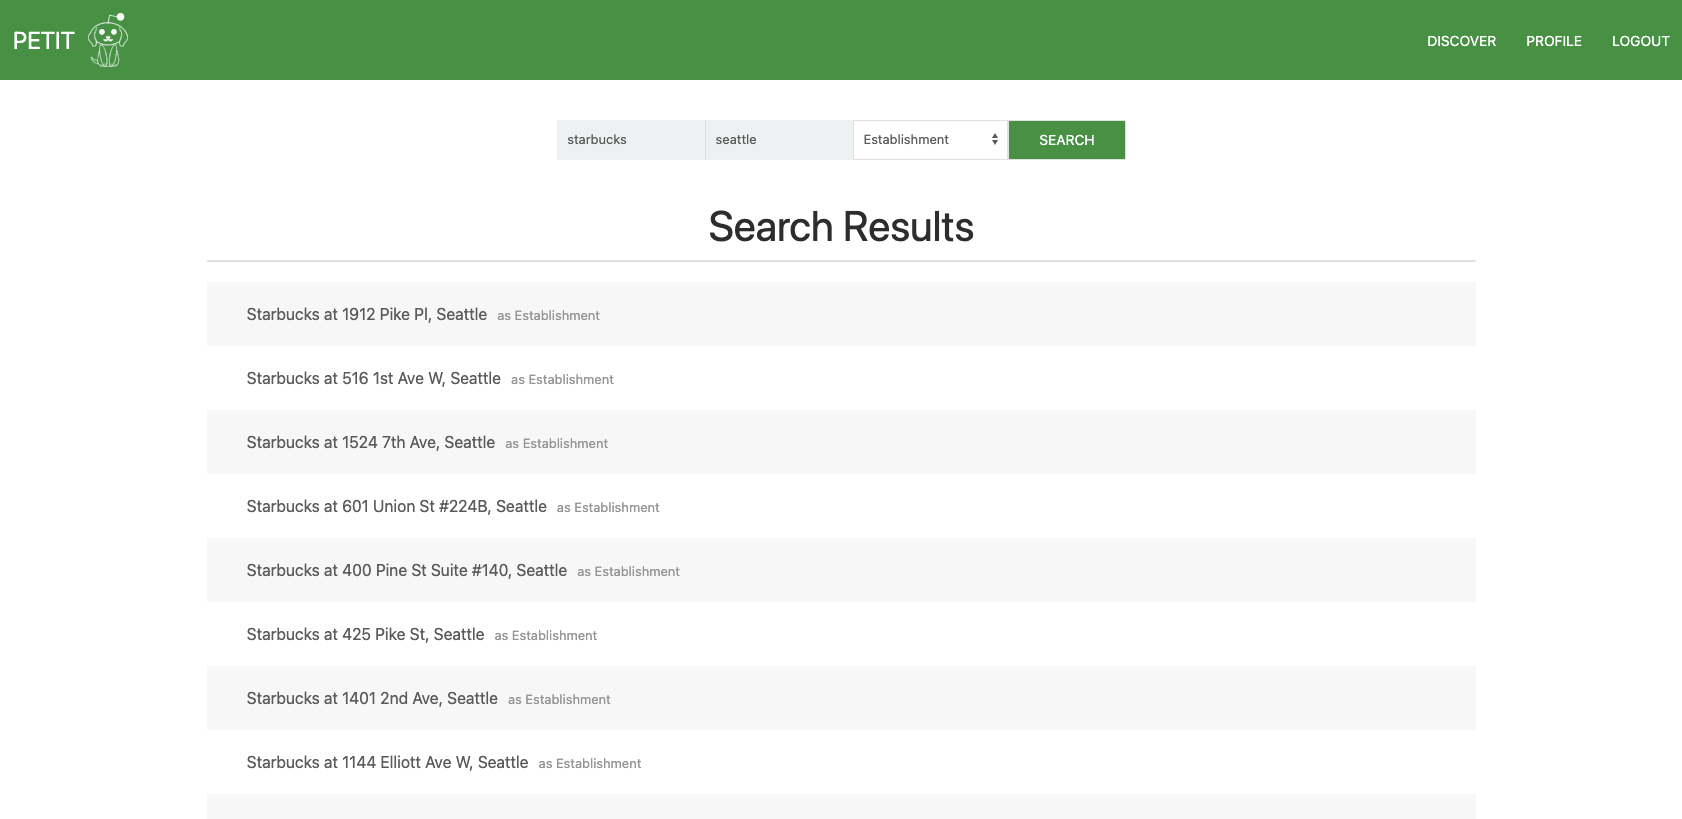 PETIT
DISCOVER PROFILE LOGOUT
starbucks seattle Establishment SEARCH
Search Results
Starbucks at 1912 Pike Pl, Seattle as Establishment
Starbucks at 516 1st Ave W, Seattle as Establishment
Starbucks at 1524 7th Ave, Seattle as Establishment
Starbucks at 601 Union St #224B, Seattle as Establishment
Starbucks at 400 Pine St Suite #140, Seattle as Establishment
Starbucks at 425 Pike St, Seattle as Establishment
Starbucks at 1401 2nd Ave, Seattle as Establishment
Starbucks at 1144 Elliott Ave W, Seattle as Establishment